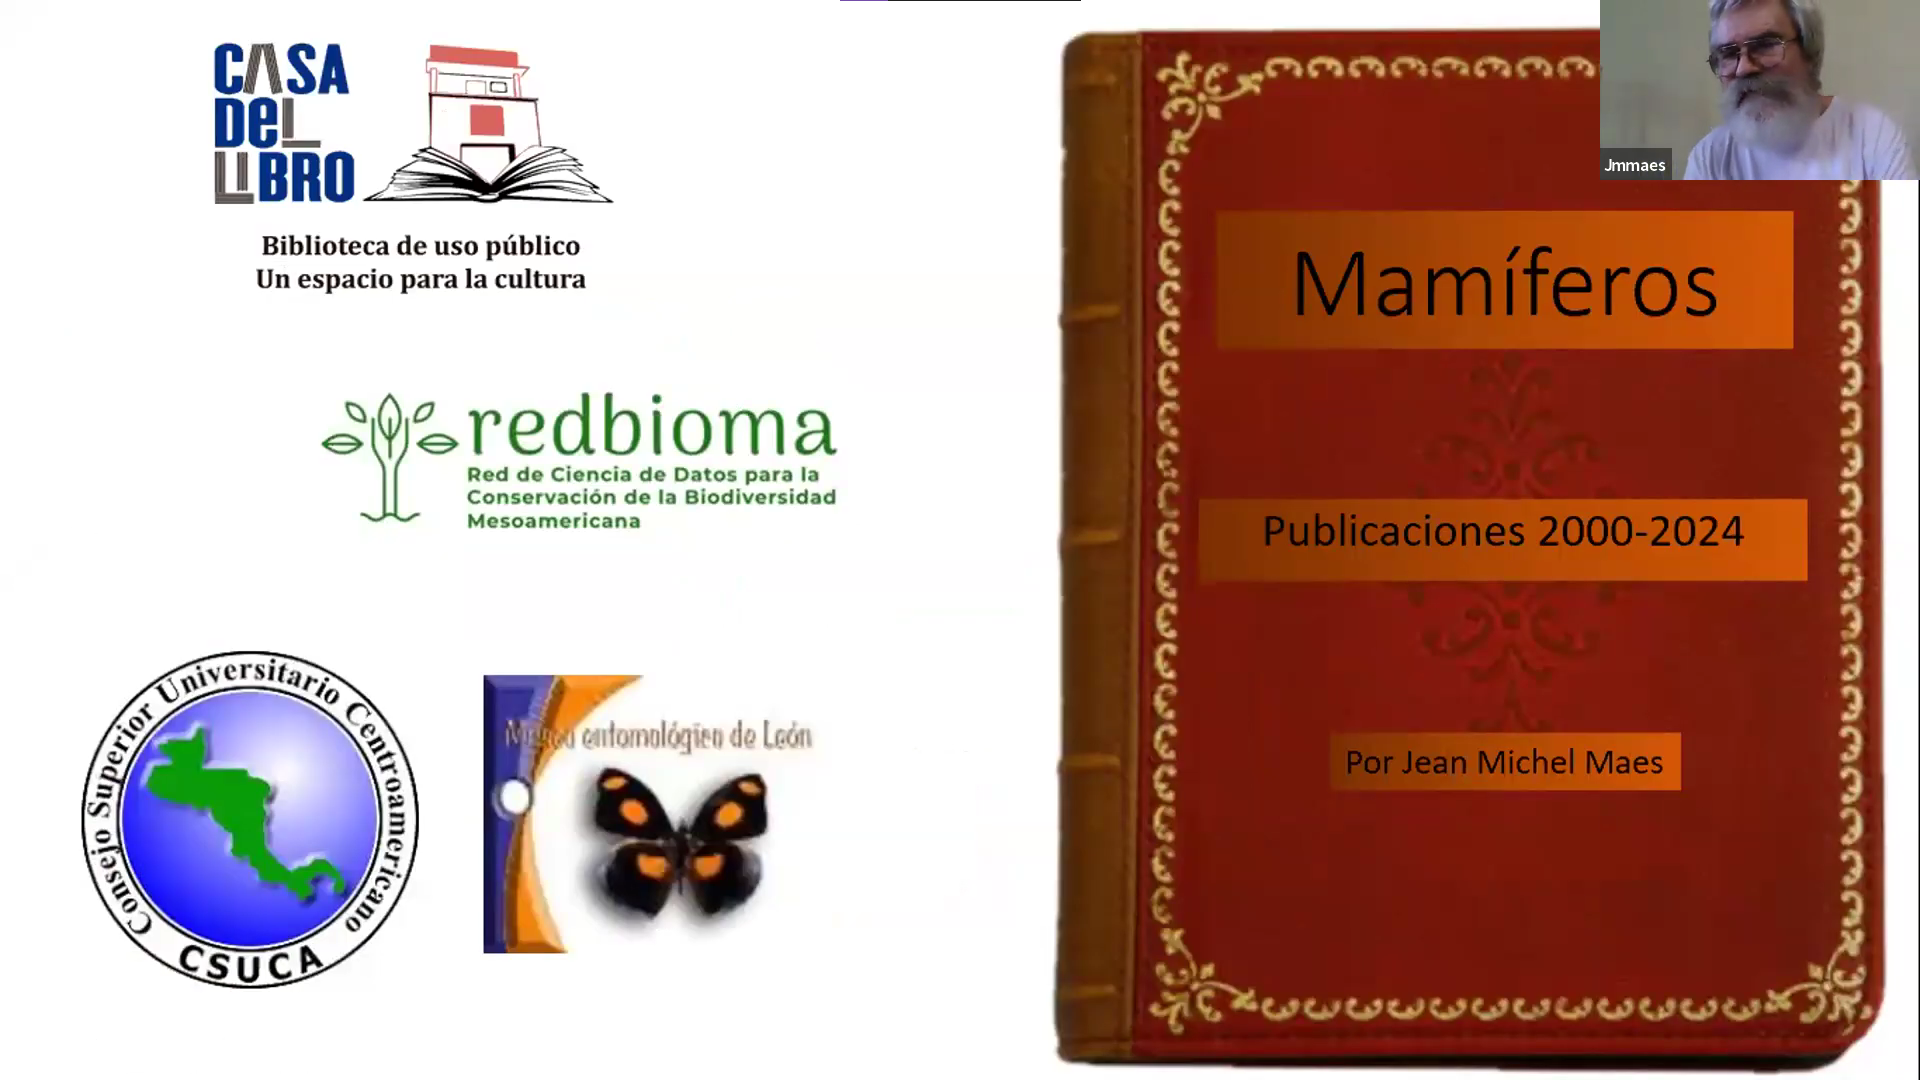 CASA
DEL
LIBRO
Biblioteca de uso público
Un espacio para la cultura
redbioma
Red de Ciencia de Datos para la
Conservación de la Biodiversidad
Mesoamericana
Consejo Superior Universitario Centroamericano
CSUCA
Museo entomológico de León
Mamíferos
Publicaciones 2000-2024
Por Jean Michel Maes
Jmmaes